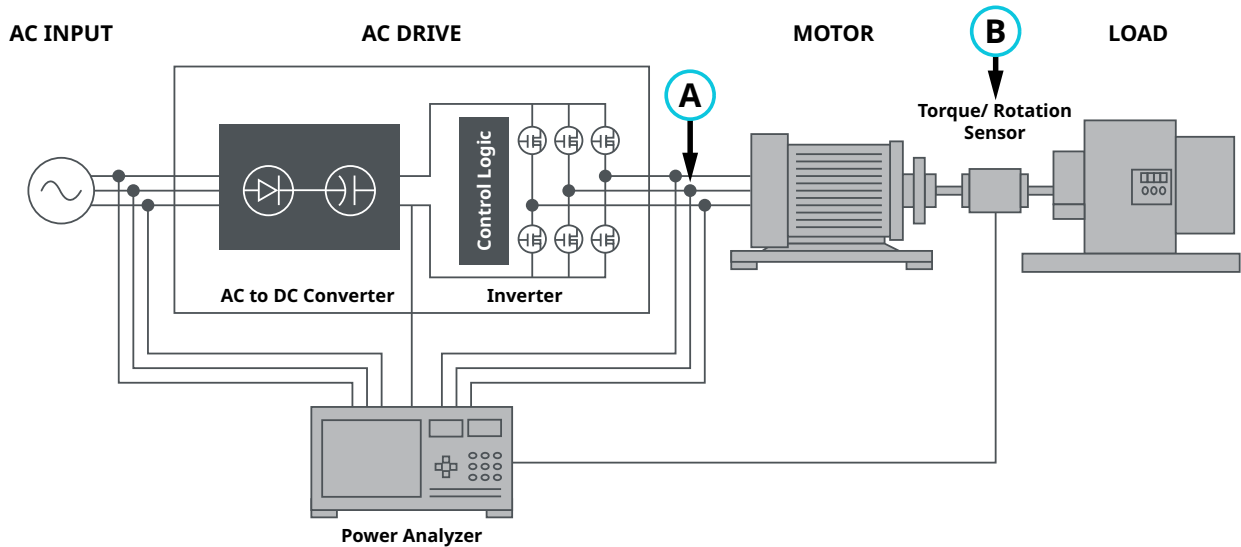 AC INPUT
AC DRIVE
MOTOR
B
LOAD
A
Torque/ Rotation
Sensor
Control Logic
AC to DC Converter
Inverter
Power Analyzer